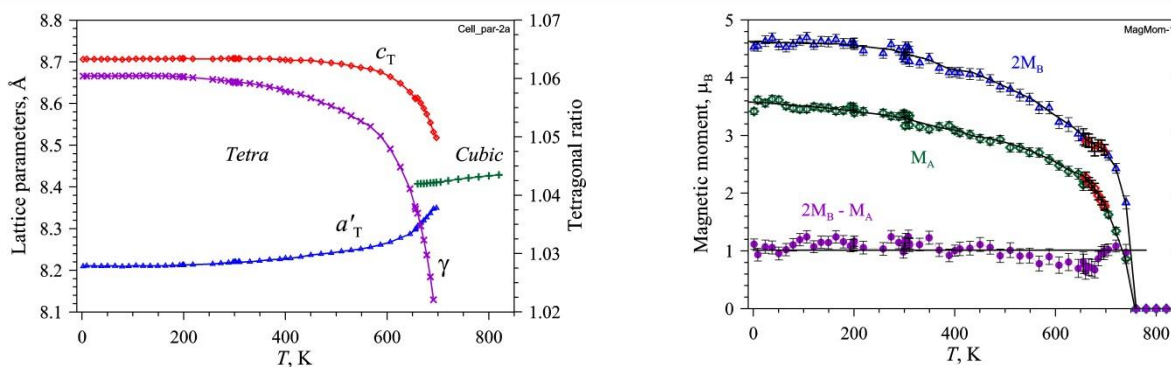 8.8
8.7
8.6
8.5
8.4
8.3
8.2
8.1
Lattice parameters, Å
0 200 400 600 800
T, K
1.07
1.06
1.05
1.04
1.03
1.02
Tetragonal ratio
Cell_par-2a
c_T
Tetra
Cubic
a'_T
γ
5
4
3
2
1
0
Magnetic moment, μ_B
0 200 400 600 800
T, K
MagMom-
2M_B
M_A
2M_B - M_A